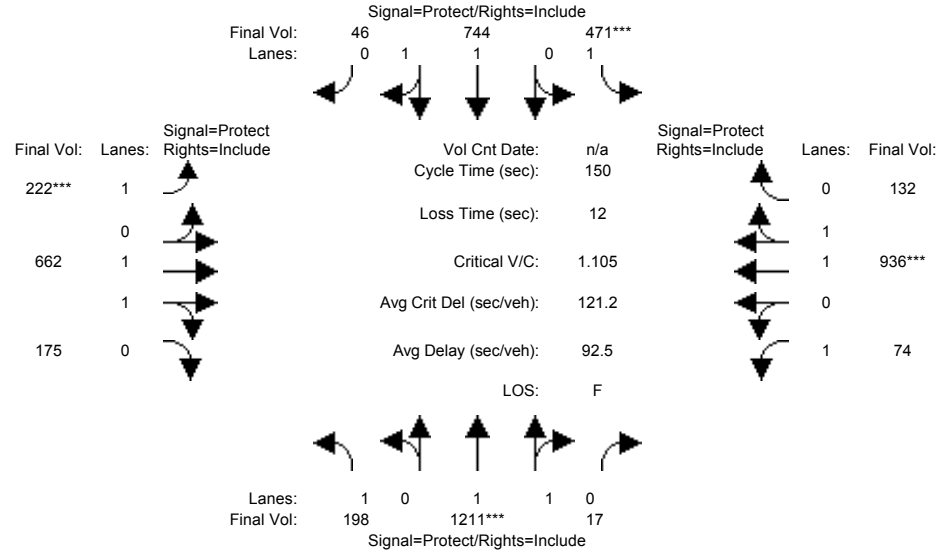 Signal=Protect/Rights=Include
Final Vol: 46 744 471***
Lanes: 0 1 1 0 1
Signal=Protect
Final Vol: Lanes: Rights=Include
Vol Cnt Date: n/a
Signal=Protect
Rights=Include Lanes: Final Vol:
Cycle Time (sec): 150
222*** 1
0 132
Loss Time (sec): 12
0
1
662 1
Critical V/C: 1.105
1 936***
1
Avg Crit Del (sec/veh): 121.2
0
175 0
Avg Delay (sec/veh): 92.5
1 74
LOS: F
Lanes: 1 0 1 1 0
Final Vol: 198 1211*** 17
Signal=Protect/Rights=Include